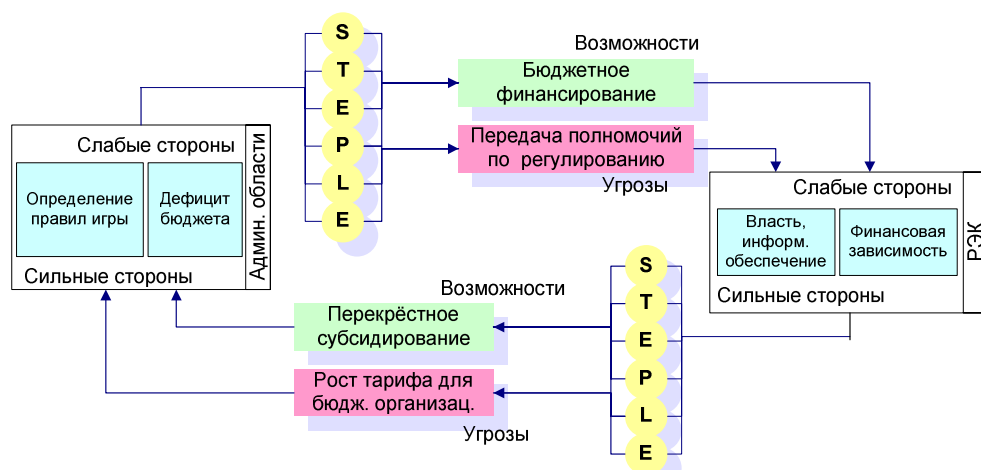 S
T
E
P
L
E
Возможности
Бюджетное
финансирование
Передача полномочий
по регулированию
Угрозы
Слабые стороны
Определение
правил игры
Дефицит
бюджета
Сильные стороны
Админ. области
Слабые стороны
Власть,
информ.
обеспечение
Финансовая
зависимость
Сильные стороны
РЭК
S
T
E
P
L
E
Возможности
Перекрёстное
субсидирование
Рост тарифа для
бюдж. организац.
Угрозы